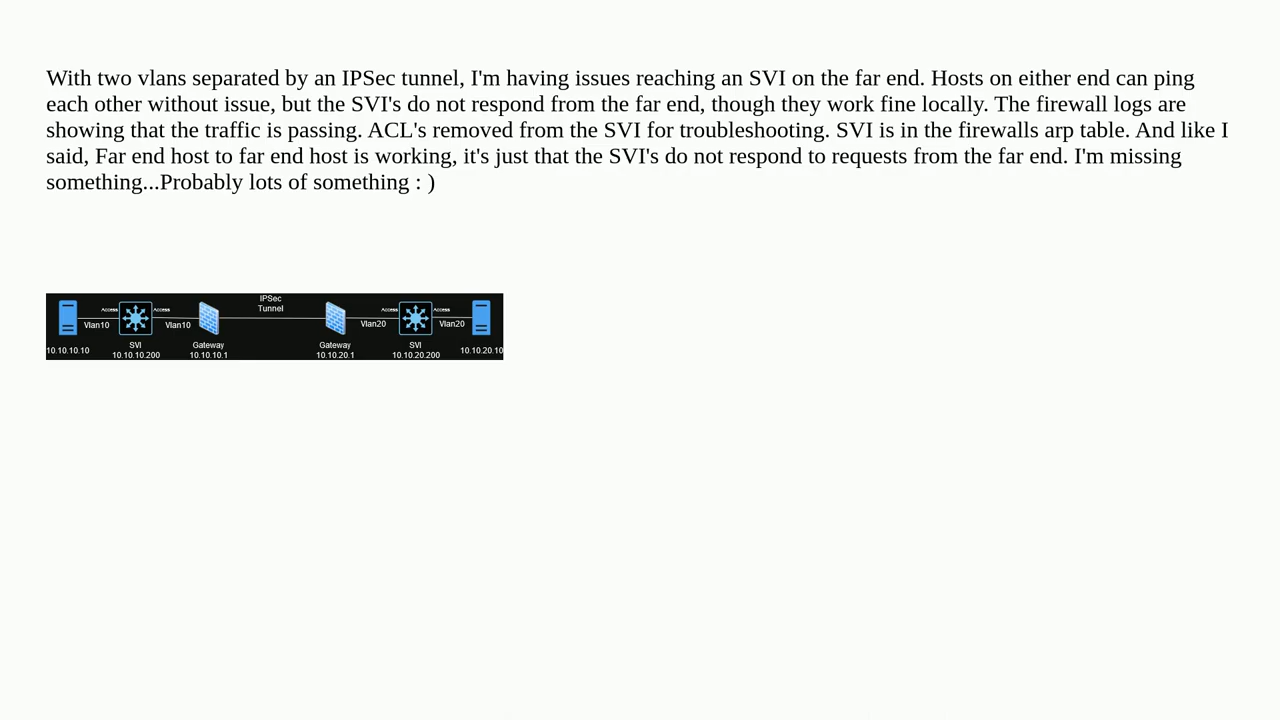 With two vlans separated by an IPSec tunnel, I'm having issues reaching an SVI on the far end. Hosts on either end can ping
each other without issue, but the SVI's do not respond from the far end, though they work fine locally. The firewall logs are
showing that the traffic is passing. ACL's removed from the SVI for troubleshooting. SVI is in the firewalls arp table. And like I
said, Far end host to far end host is working, it's just that the SVI's do not respond to requests from the far end. I'm missing
something...Probably lots of something : )
IPSec
Tunnel
Access
Access
Access
Access
Vlan10
Vlan10
Vlan20
Vlan20
10.10.10.10
SVI
10.10.10.200
Gateway
10.10.10.1
Gateway
10.10.20.1
SVI
10.10.20.200
10.10.20.10